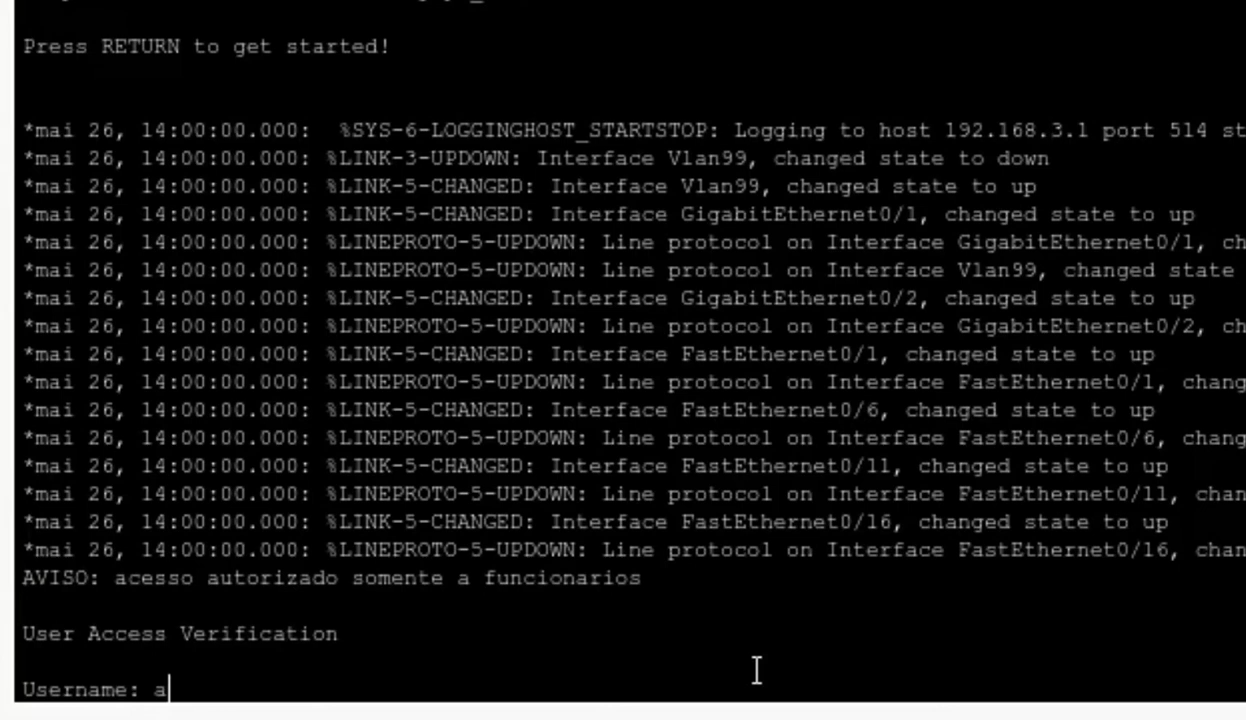 Press RETURN to get started!
*mai 26, 14:00:00.000:  %SYS-6-LOGGINGHOST_STARTSTOP: Logging to host 192.168.3.1 port 514 st
*mai 26, 14:00:00.000: %LINK-3-UPDOWN: Interface Vlan99, changed state to down
*mai 26, 14:00:00.000: %LINK-5-CHANGED: Interface Vlan99, changed state to up
*mai 26, 14:00:00.000: %LINK-5-CHANGED: Interface GigabitEthernet0/1, changed state to up
*mai 26, 14:00:00.000: %LINEPROTO-5-UPDOWN: Line protocol on Interface GigabitEthernet0/1, ch
*mai 26, 14:00:00.000: %LINEPROTO-5-UPDOWN: Line protocol on Interface Vlan99, changed state
*mai 26, 14:00:00.000: %LINK-5-CHANGED: Interface GigabitEthernet0/2, changed state to up
*mai 26, 14:00:00.000: %LINEPROTO-5-UPDOWN: Line protocol on Interface GigabitEthernet0/2, ch
*mai 26, 14:00:00.000: %LINK-5-CHANGED: Interface FastEthernet0/1, changed state to up
*mai 26, 14:00:00.000: %LINEPROTO-5-UPDOWN: Line protocol on Interface FastEthernet0/1, chang
*mai 26, 14:00:00.000: %LINK-5-CHANGED: Interface FastEthernet0/6, changed state to up
*mai 26, 14:00:00.000: %LINEPROTO-5-UPDOWN: Line protocol on Interface FastEthernet0/6, chang
*mai 26, 14:00:00.000: %LINK-5-CHANGED: Interface FastEthernet0/11, changed state to up
*mai 26, 14:00:00.000: %LINEPROTO-5-UPDOWN: Line protocol on Interface FastEthernet0/11, chan
*mai 26, 14:00:00.000: %LINK-5-CHANGED: Interface FastEthernet0/16, changed state to up
*mai 26, 14:00:00.000: %LINEPROTO-5-UPDOWN: Line protocol on Interface FastEthernet0/16, chan
AVISO: acesso autorizado somente a funcionarios
User Access Verification
Username: a